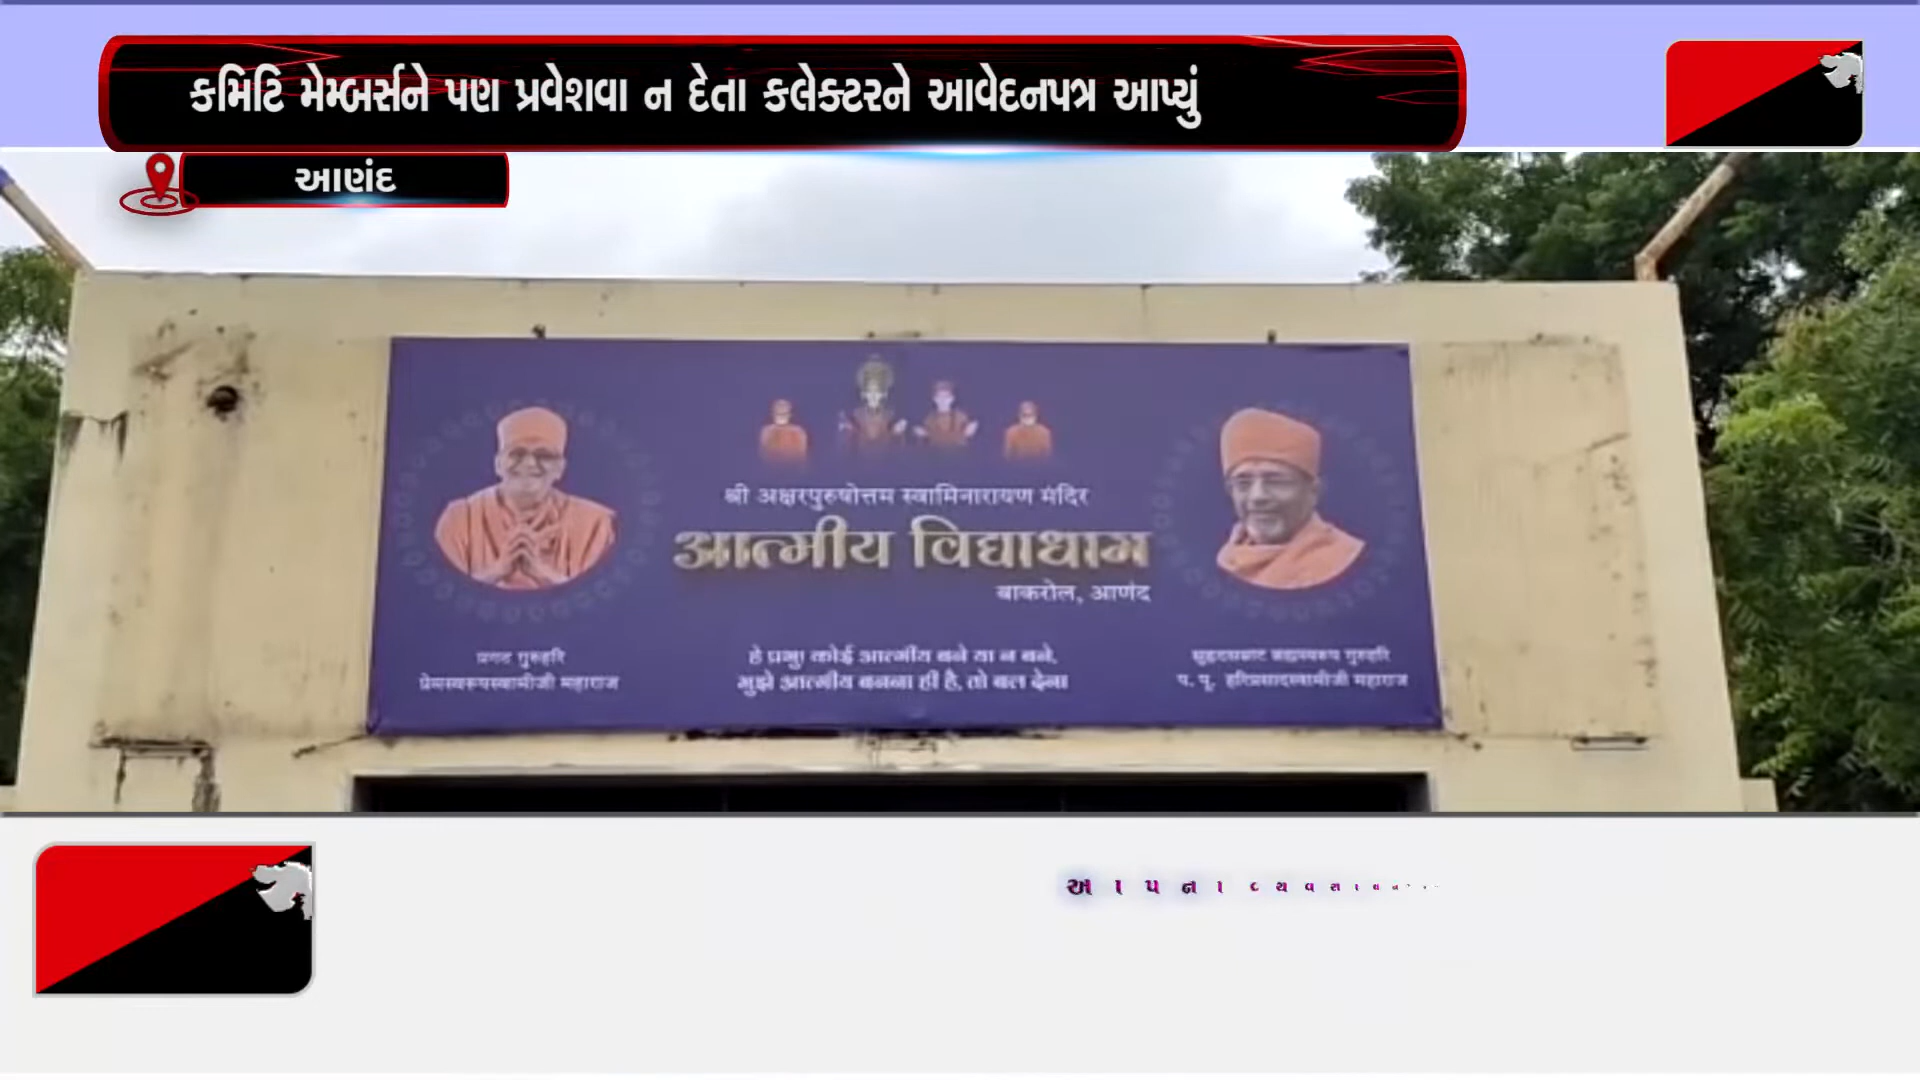 કમિટિ મેમ્બર્સને પણ પ્રવેશવા ન દેતા કલેક્ટરને આવેદનપત્ર આપ્યું
આણંદ
श्री अक्षरपुरुषोत्तम स्वामिनारायण मंदिर
आत्मीय विद्याधाम
बाकरोल, आणंद
प्रगट गुरुहरि
प्रेमस्वरूपस्वामीजी महाराज
हे प्रभु! कोई आत्मीय बने या न बने,
मुझे आत्मीय बनना ही है, तो बल देना
सुहृदसम्राट ब्रह्मस्वरूप गुरुहरि
प. पू. हरिप्रसादस्वामीजी महाराज
આપના